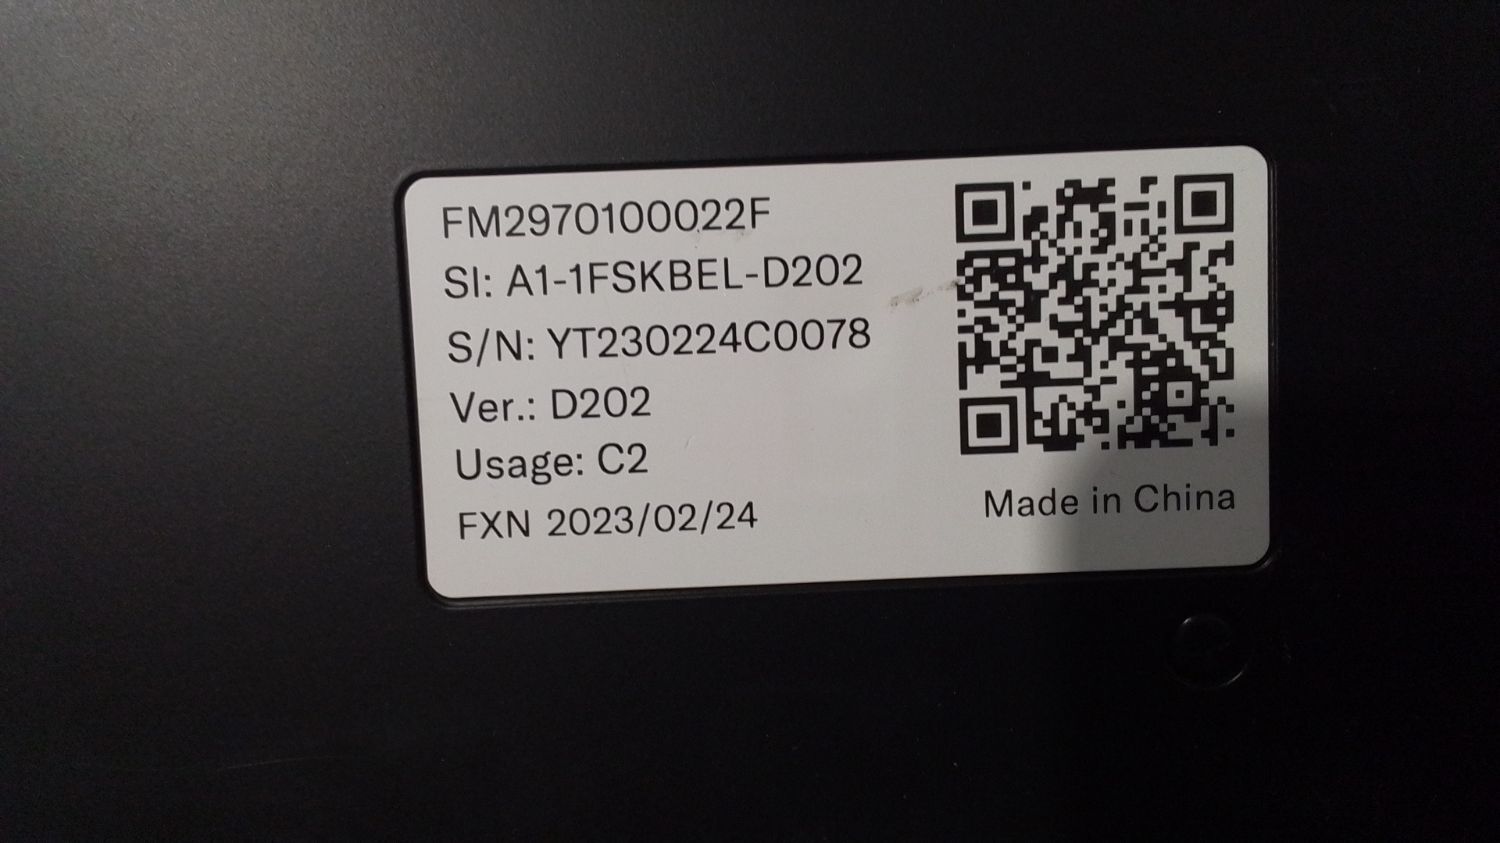 FM2970100022F
SI: A1-1FSKBEL-D202
S/N: YT230224C0078
Ver.: D202
Usage: C2
FXN 2023/02/24
Made in China